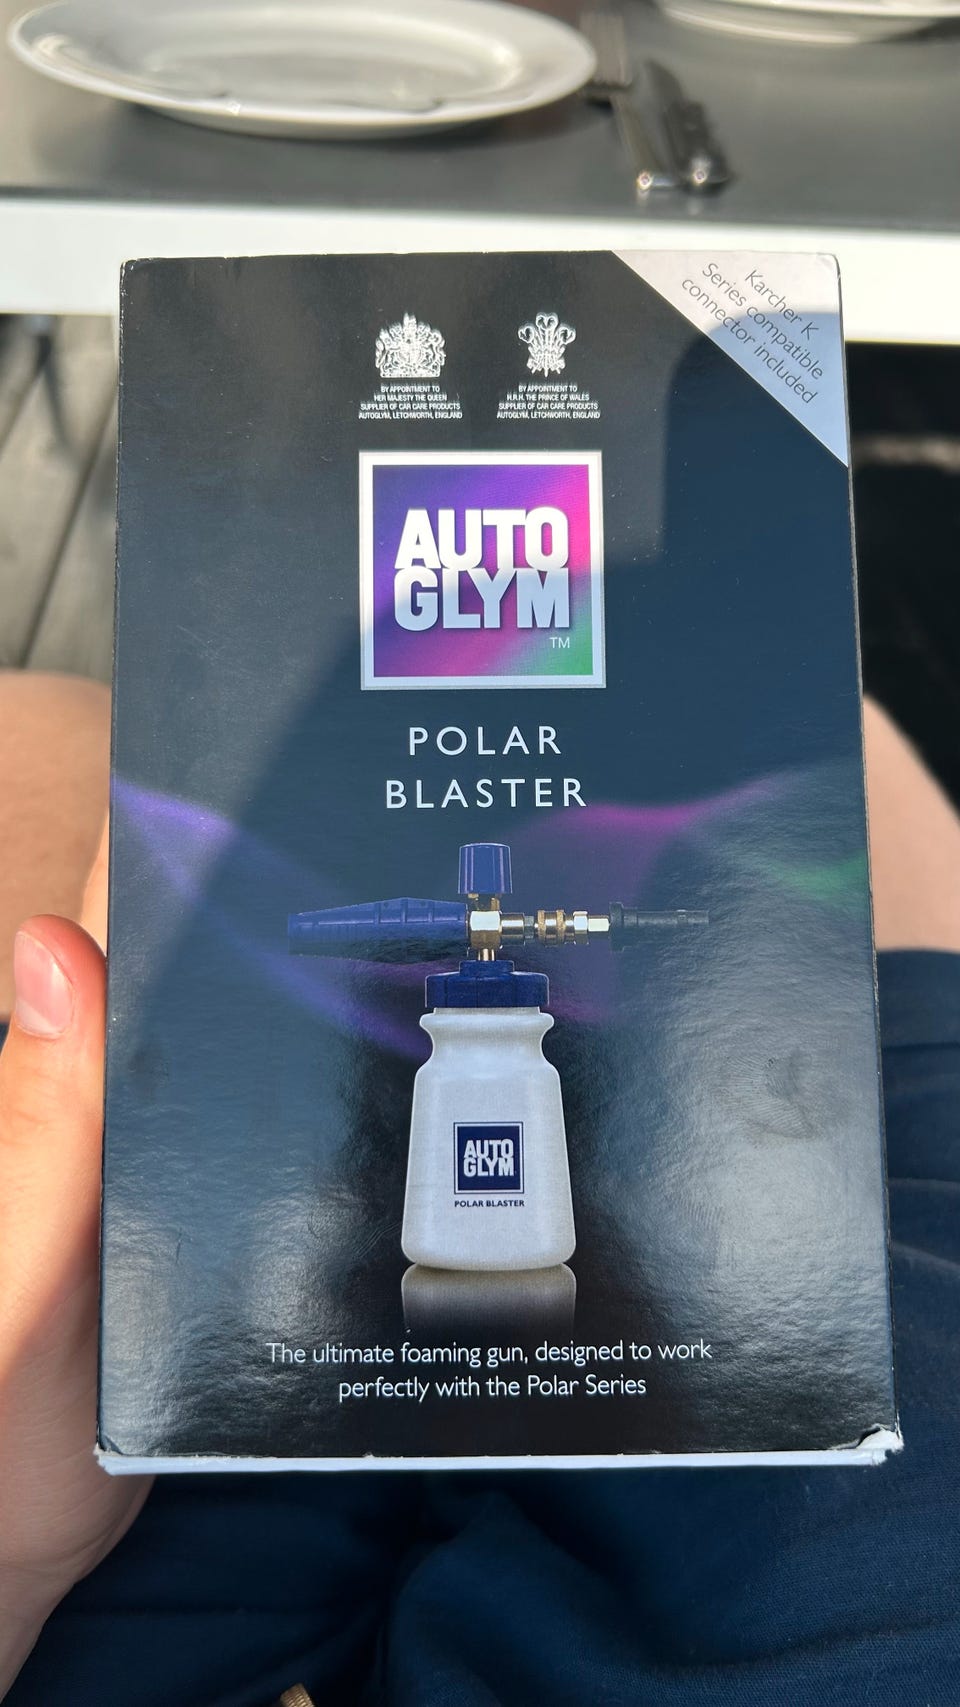 Karcher K
Series compatible
connector included
BY APPOINTMENT TO
HER MAJESTY THE QUEEN
SUPPLIER OF CAR CARE PRODUCTS
AUTOGLYM, LETCHWORTH, ENGLAND
BY APPOINTMENT TO
H.R.H. THE PRINCE OF WALES
SUPPLIER OF CAR CARE PRODUCTS
AUTOGLYM, LETCHWORTH, ENGLAND
AUTO
GLYM
TM
POLAR
BLASTER
AUTO
GLYM
POLAR BLASTER
The ultimate foaming gun, designed to work
perfectly with the Polar Series